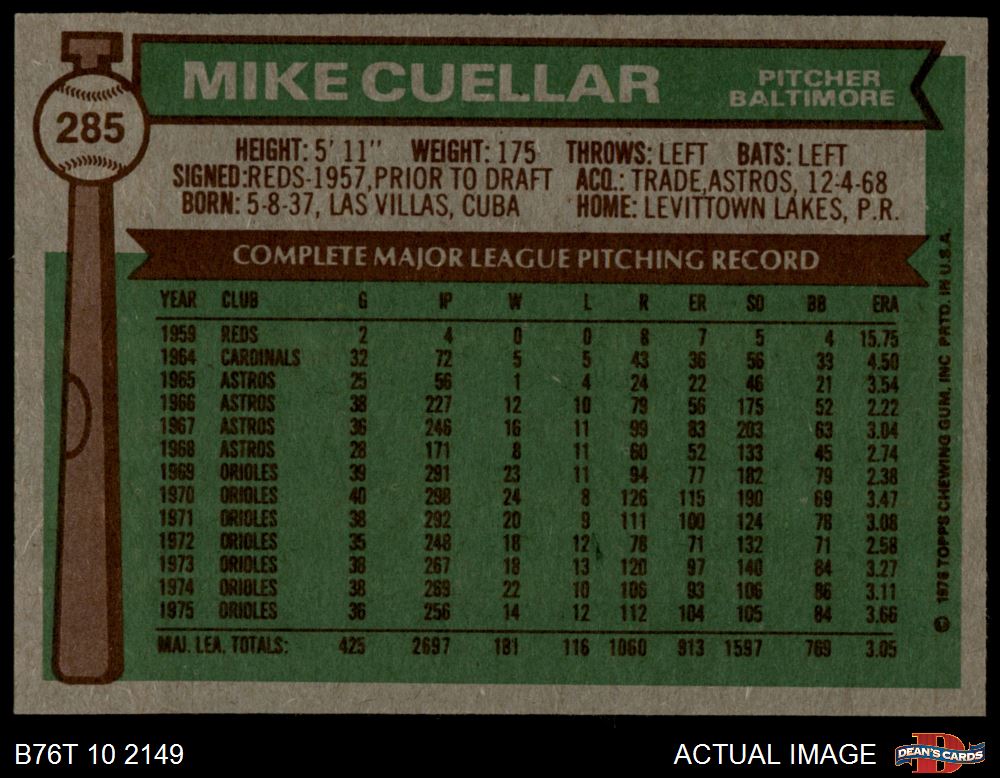 MIKE CUELLAR
PITCHER
BALTIMORE
285
HEIGHT: 5' 11" WEIGHT: 175 THROWS: LEFT BATS: LEFT
SIGNED:REDS-1957,PRIOR TO DRAFT ACQ.: TRADE,ASTROS, 12-4-68
BORN: 5-8-37, LAS VILLAS, CUBA HOME: LEVITTOWN LAKES, P.R.
COMPLETE MAJOR LEAGUE PITCHING RECORD
YEAR CLUB G IP W L R ER SO BB ERA
1959 REDS 2 4 0 0 8 7 5 4 15.75
1964 CARDINALS 32 72 5 5 43 36 56 33 4.50
1965 ASTROS 25 56 1 4 24 22 46 21 3.54
1966 ASTROS 38 227 12 10 79 56 175 52 2.22
1967 ASTROS 36 246 16 11 99 83 203 63 3.04
1968 ASTROS 28 171 8 11 60 52 133 45 2.74
1969 ORIOLES 39 291 23 11 94 77 182 79 2.38
1970 ORIOLES 40 298 24 8 126 115 190 69 3.47
1971 ORIOLES 38 292 20 9 111 100 124 78 3.08
1972 ORIOLES 35 248 18 12 78 71 132 71 2.58
1973 ORIOLES 38 267 18 13 120 97 140 84 3.27
1974 ORIOLES 38 269 22 10 106 93 106 86 3.11
1975 ORIOLES 36 256 14 12 112 104 105 84 3.66
MAJ. LEA. TOTALS: 425 2697 181 116 1060 913 1597 769 3.05
© 1976 TOPPS CHEWING GUM, INC PRTD. IN U.S.A.
B76T 10 2149
ACTUAL IMAGE
DEAN'S CARDS